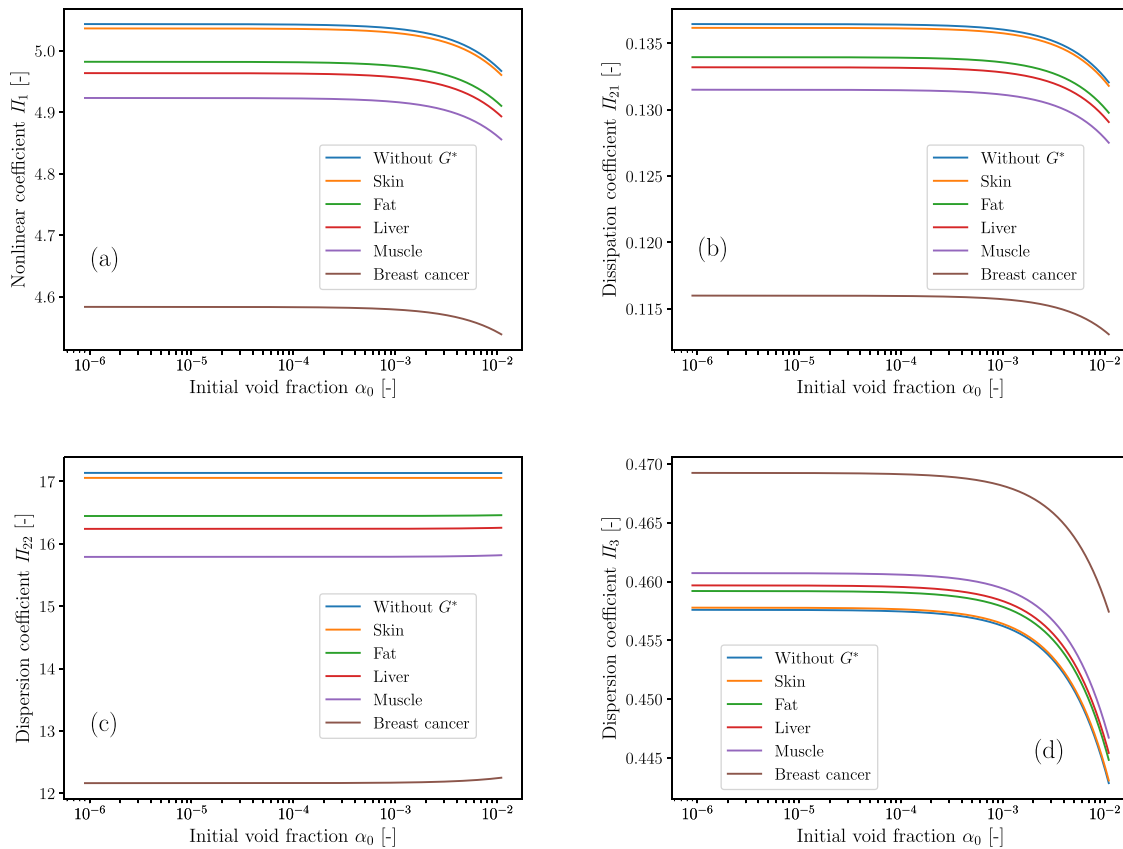 Nonlinear coefficient Π₁ [-]
5.0
4.9
4.8
4.7
4.6
Without G*
Skin
Fat
Liver
Muscle
Breast cancer
(a)
10⁻⁶ 10⁻⁵ 10⁻⁴ 10⁻³ 10⁻²
Initial void fraction α₀ [-]
Dissipation coefficient Π₂₁ [-]
0.135
0.130
0.125
0.120
0.115
Without G*
Skin
Fat
Liver
Muscle
Breast cancer
(b)
10⁻⁶ 10⁻⁵ 10⁻⁴ 10⁻³ 10⁻²
Initial void fraction α₀ [-]
Dispersion coefficient Π₂₂ [-]
17
16
15
14
13
12
Without G*
Skin
Fat
Liver
Muscle
Breast cancer
(c)
10⁻⁶ 10⁻⁵ 10⁻⁴ 10⁻³ 10⁻²
Initial void fraction α₀ [-]
Dispersion coefficient Π₃ [-]
0.470
0.465
0.460
0.455
0.450
0.445
Without G*
Skin
Fat
Liver
Muscle
Breast cancer
(d)
10⁻⁶ 10⁻⁵ 10⁻⁴ 10⁻³ 10⁻²
Initial void fraction α₀ [-]